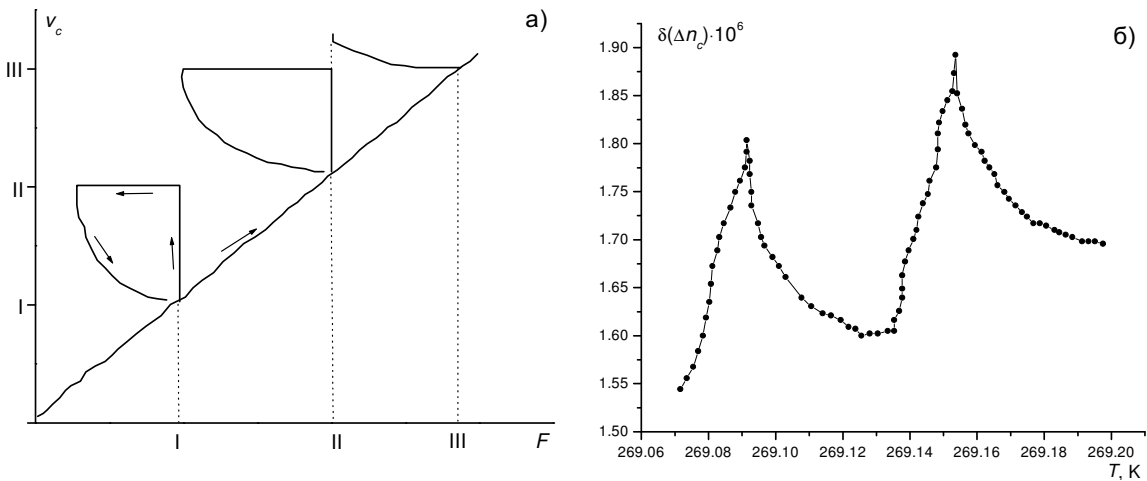 v_c
а)
III
II
I
I
II
III
F
δ(Δn_c)·10⁶
б)
1.90
1.85
1.80
1.75
1.70
1.65
1.60
1.55
1.50
269.06 269.08 269.10 269.12 269.14 269.16 269.18 269.20
T, K